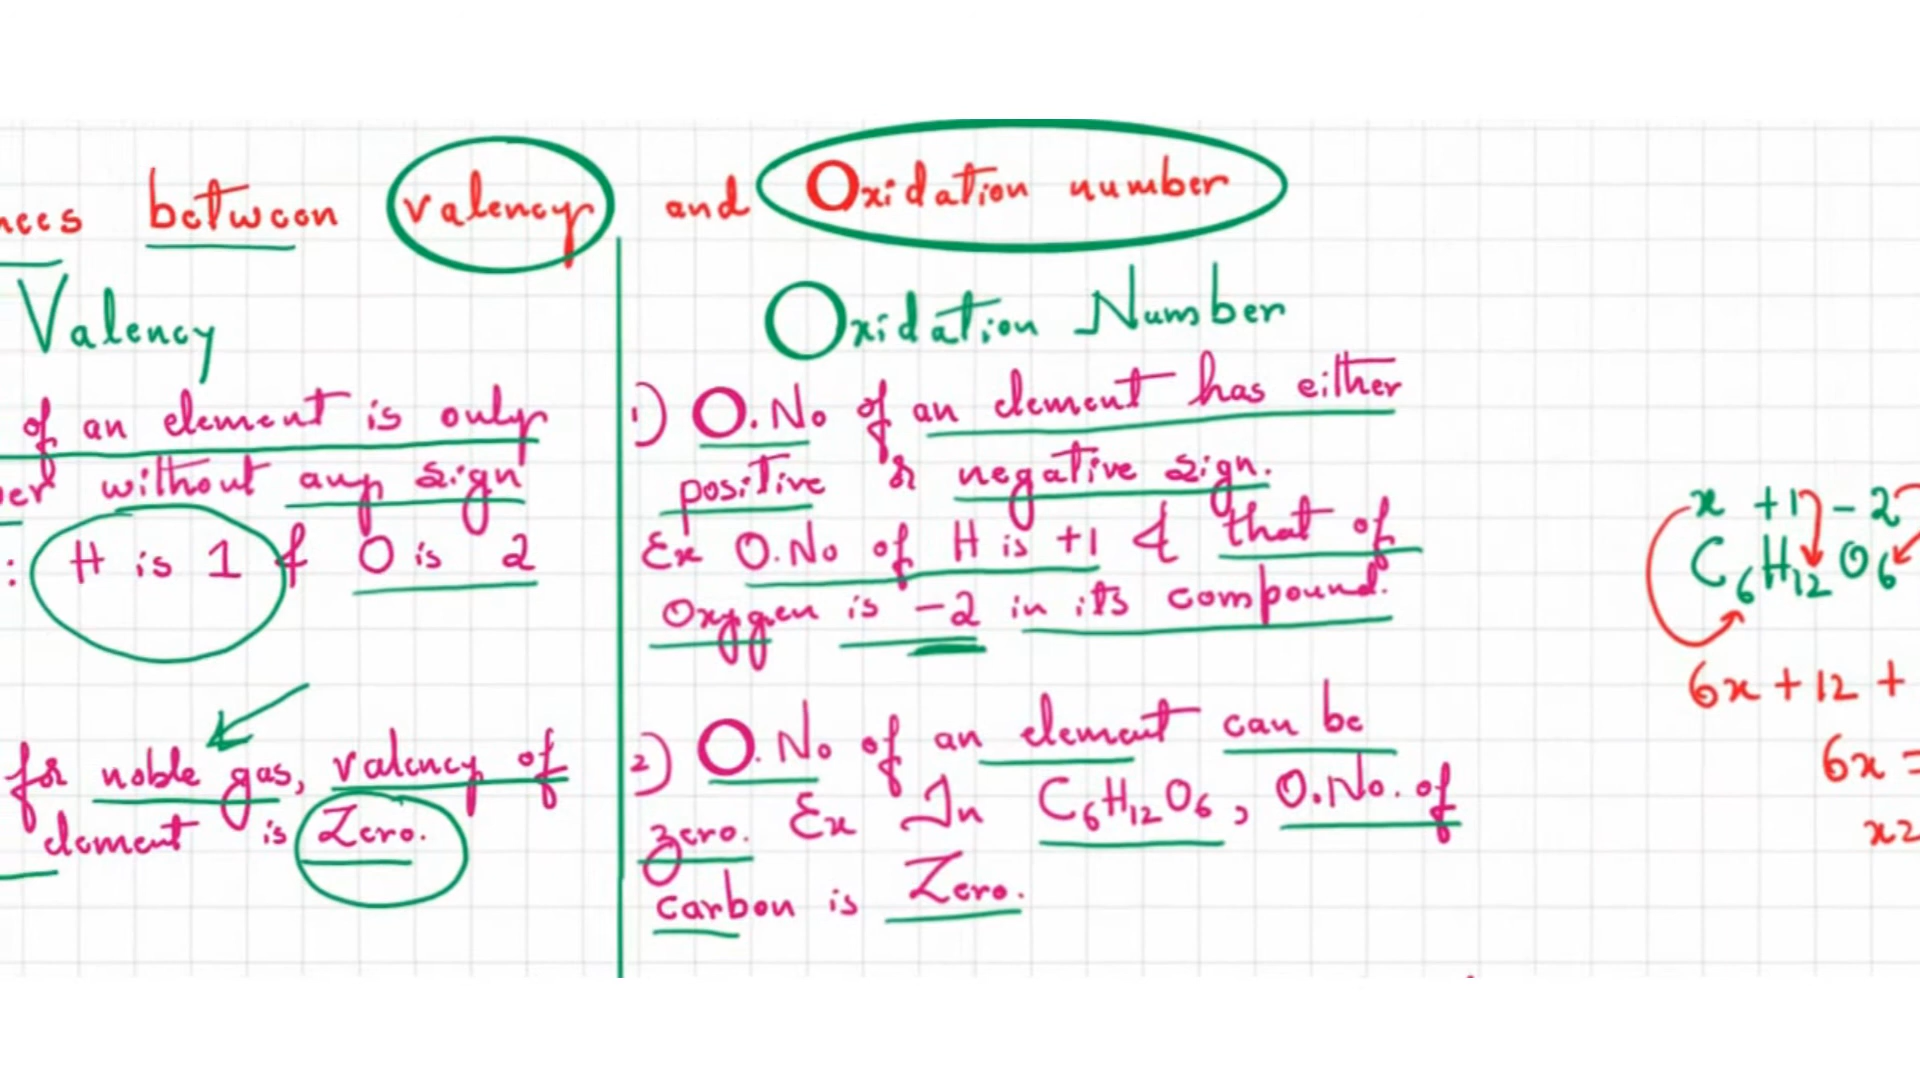 between valency and Oxidation number
Valency
of an element is only
without any sign
: H is 1 & O is 2
for noble gas, valency of
element is Zero.
Oxidation Number
1) O.No of an element has either
positive or negative sign.
Ex O.No of H is +1 & that of
Oxygen is -2 in its compound.
2) O.No of an element can be
zero. Ex In C6H12O6, O.No. of
carbon is Zero.
x +1 -2
C6H12O6
6x+12+
6x=